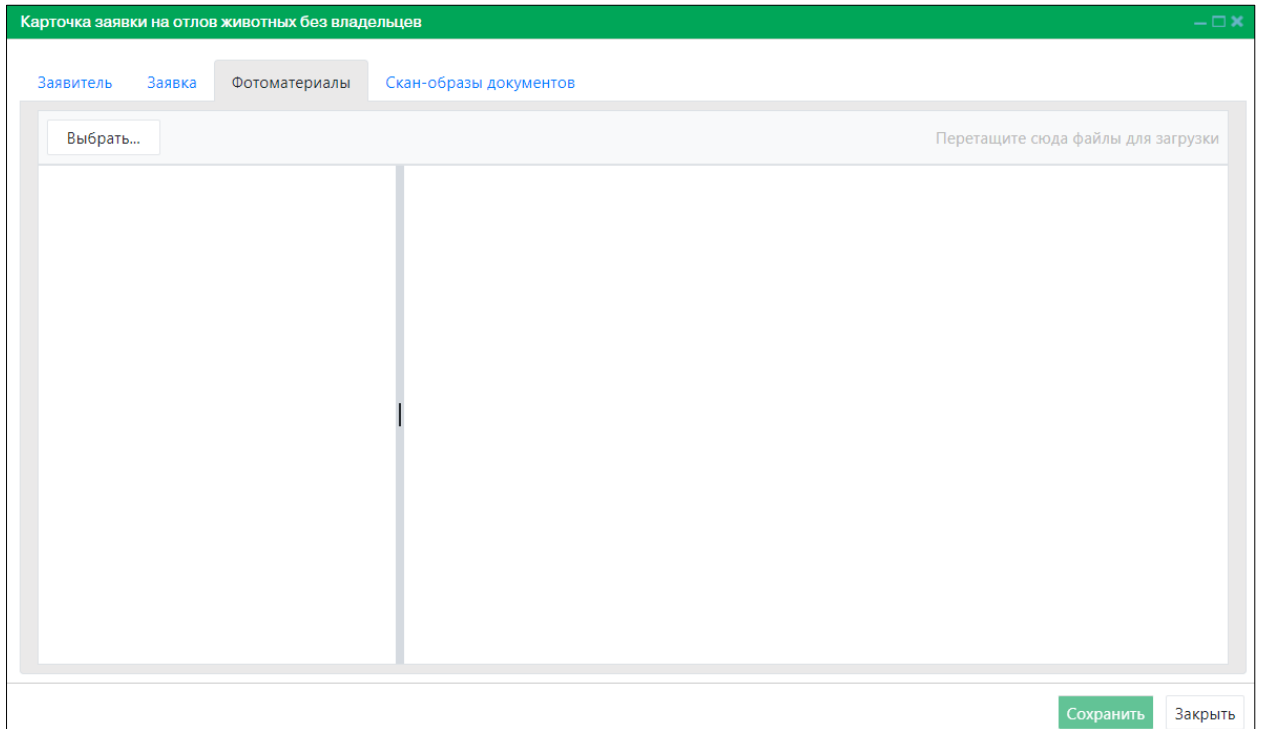 Карточка заявки на отлов животных без владельцев
Заявитель Заявка Фотоматериалы Скан-образы документов
Выбрать... Перетащите сюда файлы для загрузки
Сохранить Закрыть